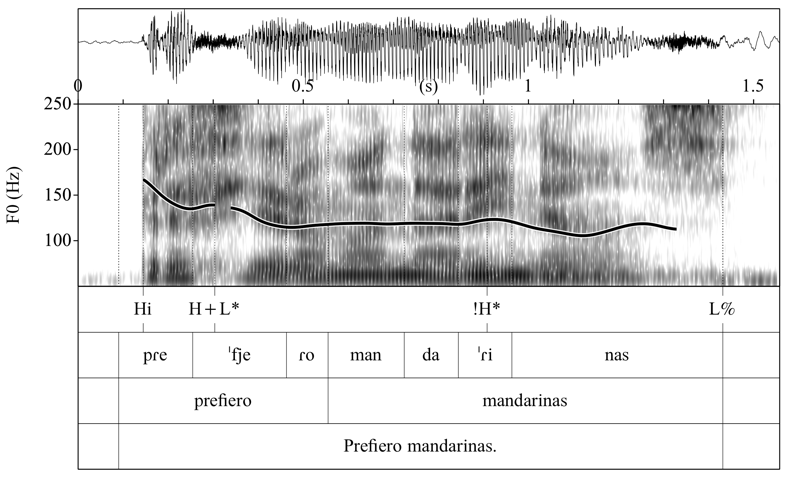 0 0.5 (s) 1 1.5
250
200
150
100
F0 (Hz)
Hi H+L* !H* L%
pɾe ˈfje ɾo man da ˈɾi nas
prefiero mandarinas
Prefiero mandarinas.